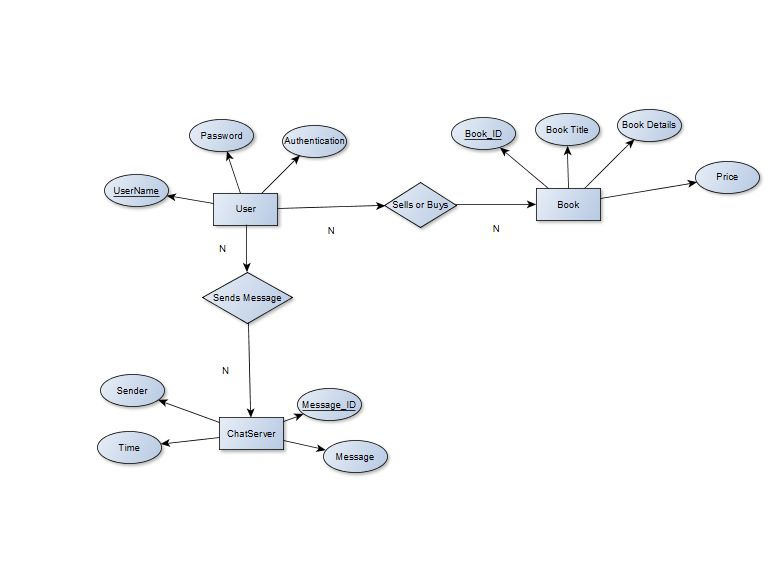 Password
Authentication
UserName
User
N
Sells or Buys
N
Book_ID
Book Title
Book Details
Price
Book
N
Sends Message
N
Sender
Time
ChatServer
Message_ID
Message